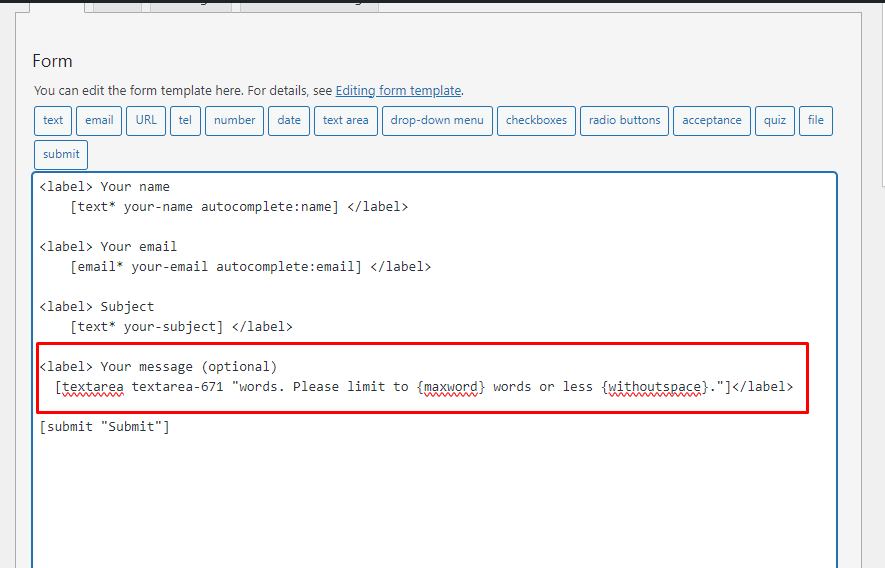 Form
You can edit the form template here. For details, see Editing form template.
text email URL tel number date text area drop-down menu checkboxes radio buttons acceptance quiz file
submit
<label> Your name
[text* your-name autocomplete:name] </label>
<label> Your email
[email* your-email autocomplete:email] </label>
<label> Subject
[text* your-subject] </label>
<label> Your message (optional)
[textarea textarea-671 "words. Please limit to {maxword} words or less {withoutspace}."]</label>
[submit "Submit"]